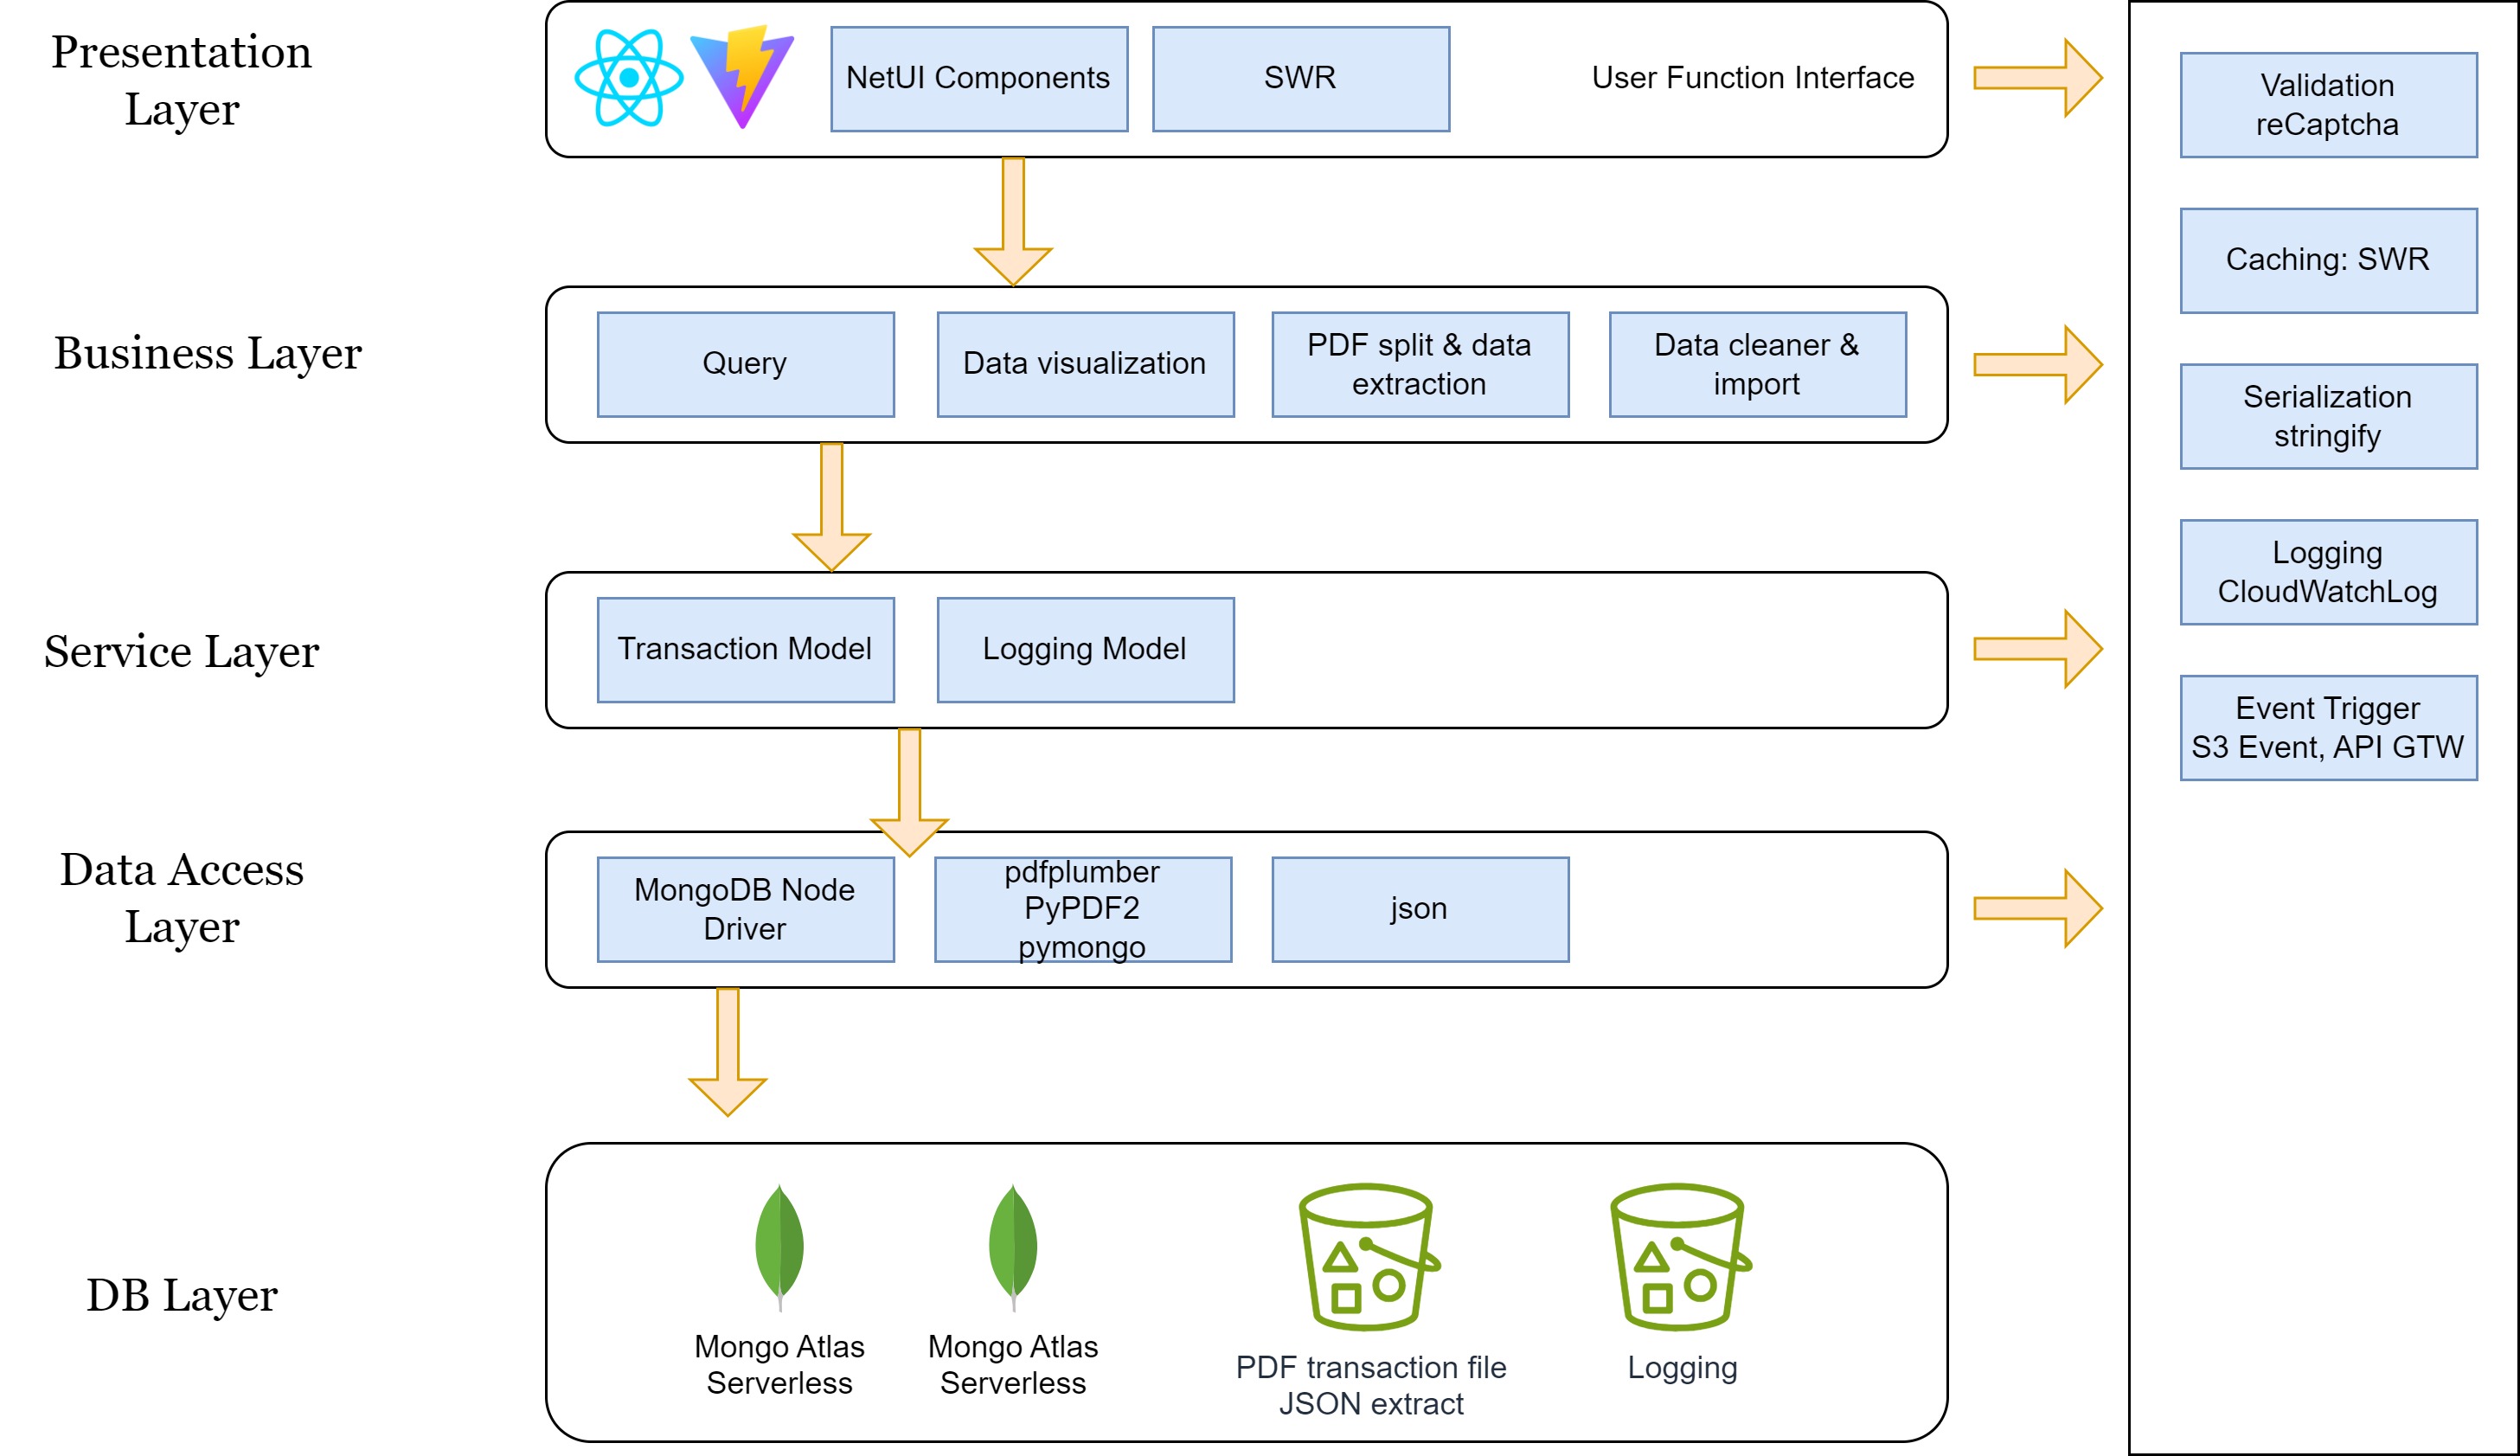 Presentation
Layer
NetUI Components
SWR
User Function Interface
Validation
reCaptcha
Caching: SWR
Business Layer
Query
Data visualization
PDF split & data
extraction
Data cleaner &
import
Serialization
stringify
Logging
CloudWatchLog
Service Layer
Transaction Model
Logging Model
Event Trigger
S3 Event, API GTW
Data Access
Layer
MongoDB Node
Driver
pdfplumber
PyPDF2
pymongo
json
DB Layer
Mongo Atlas
Serverless
Mongo Atlas
Serverless
PDF transaction file
JSON extract
Logging